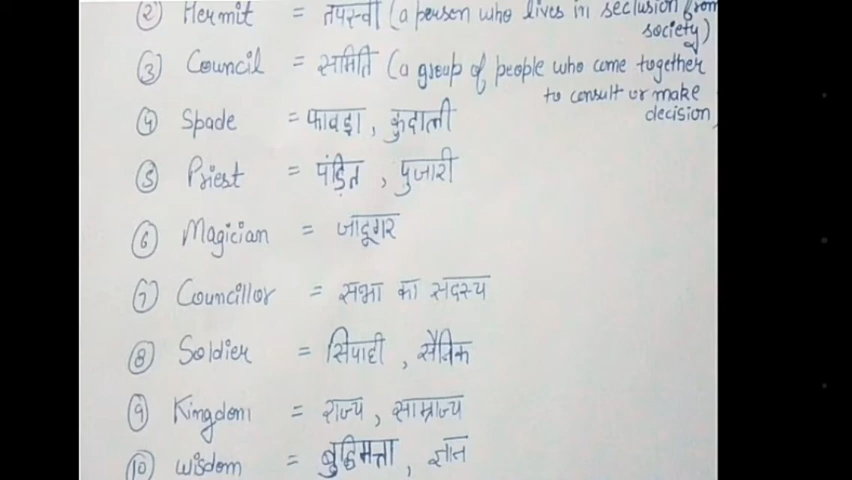 ② Hermit = तपस्वी (a person who lives in seclusion from
society)
③ Council = समिति (a group of people who come together
to consult or make
decision)
④ Spade = फावड़ा, कुदाली
⑤ Priest = पंड़ित, पुजारी
⑥ Magician = जादूगर
⑦ Councillor = सभा का सदस्य
⑧ Soldier = सिपाही, सैनिक
⑨ Kingdom = राज्य, साम्राज्य
⑩ Wisdom = बुद्धिमत्ता, ज्ञान